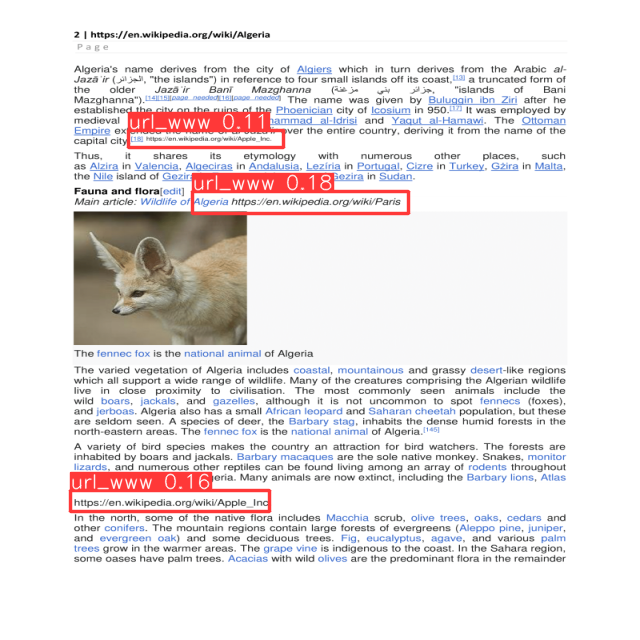 2 | https://en.wikipedia.org/wiki/Algeria
Page
Algeria's name derives from the city of Algiers which in turn derives from the Arabic al-
Jazā'ir (الجزائر, "the islands") in reference to four small islands off its coast,[13] a truncated form of
the older Jazā'ir Banī Mazghanna (جزائر بني مزغنة, "islands of Bani
Mazghanna").[14][15][page needed][16][page needed] The name was given by Buluggin ibn Ziri after he
established the city on the ruins of the Phoenician city of Icosium in 950.[17] It was employed by
medieval hammad al-Idrisi and Yaqut al-Hamawi. The Ottoman
url_www 0.11
Empire extended the name to over the entire country, deriving it from the name of the
capital city.[18] https://en.wikipedia.org/wiki/Apple_Inc.
Thus, it shares its etymology with numerous other places, such
as Alzira in Valencia, Algeciras in Andalusia, Lezíria in Portugal, Cizre in Turkey, Gżira in Malta,
the Nile island of Gezira Gezira in Sudan.
url_www 0.18
Fauna and flora[edit]
Main article: Wildlife of Algeria https://en.wikipedia.org/wiki/Paris
The fennec fox is the national animal of Algeria
The varied vegetation of Algeria includes coastal, mountainous and grassy desert-like regions
which all support a wide range of wildlife. Many of the creatures comprising the Algerian wildlife
live in close proximity to civilisation. The most commonly seen animals include the
wild boars, jackals, and gazelles, although it is not uncommon to spot fennecs (foxes),
and jerboas. Algeria also has a small African leopard and Saharan cheetah population, but these
are seldom seen. A species of deer, the Barbary stag, inhabits the dense humid forests in the
north-eastern areas. The fennec fox is the national animal of Algeria.[145]
A variety of bird species makes the country an attraction for bird watchers. The forests are
inhabited by boars and jackals. Barbary macaques are the sole native monkey. Snakes, monitor
lizards, and numerous other reptiles can be found living among an array of rodents throughout
eria. Many animals are now extinct, including the Barbary lions, Atlas
url_www 0.16
https://en.wikipedia.org/wiki/Apple_Inc
In the north, some of the native flora includes Macchia scrub, olive trees, oaks, cedars and
other conifers. The mountain regions contain large forests of evergreens (Aleppo pine, juniper,
and evergreen oak) and some deciduous trees. Fig, eucalyptus, agave, and various palm
trees grow in the warmer areas. The grape vine is indigenous to the coast. In the Sahara region,
some oases have palm trees. Acacias with wild olives are the predominant flora in the remainder